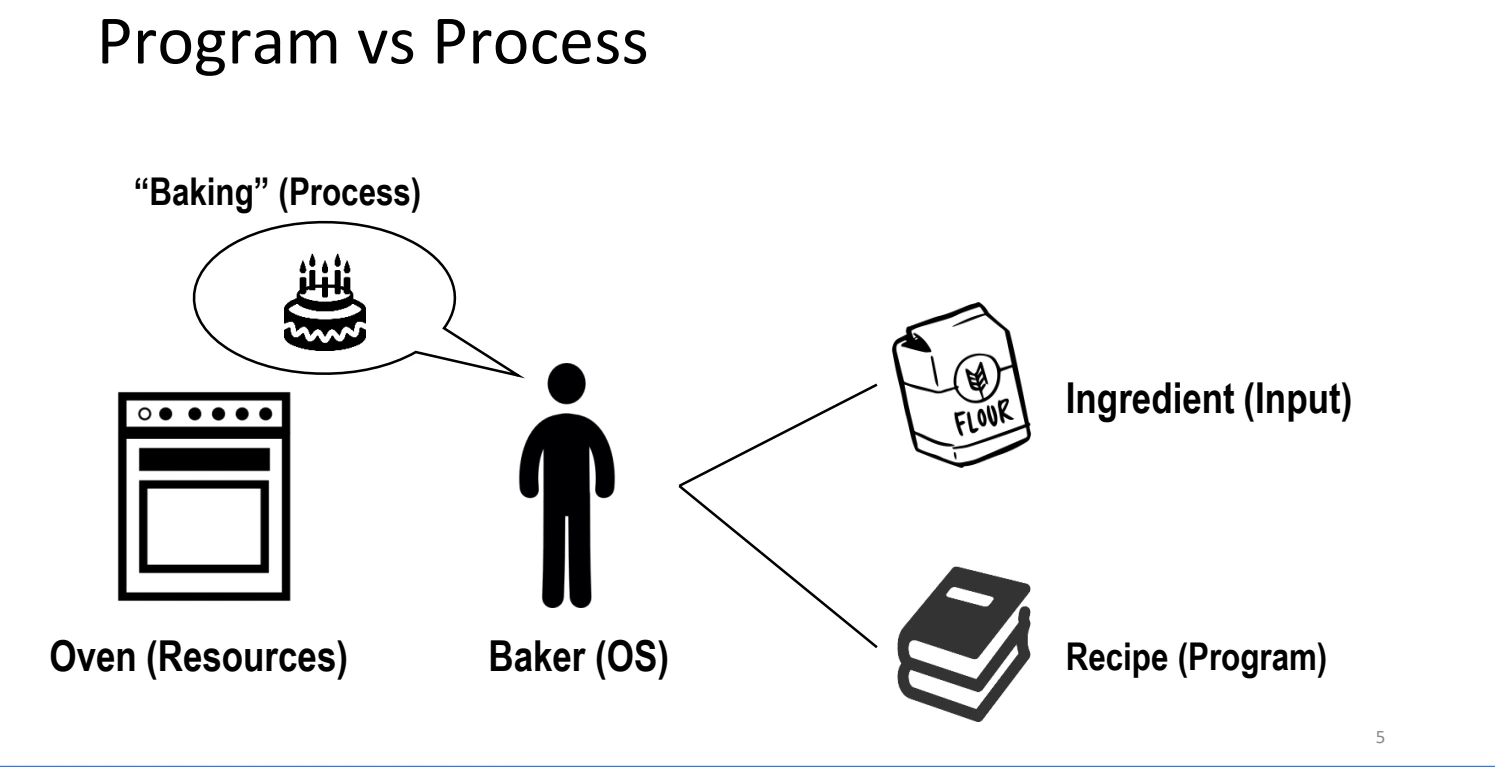 Program vs Process
“Baking” (Process)
FLOUR
Ingredient (Input)
Oven (Resources)
Baker (OS)
Recipe (Program)
5